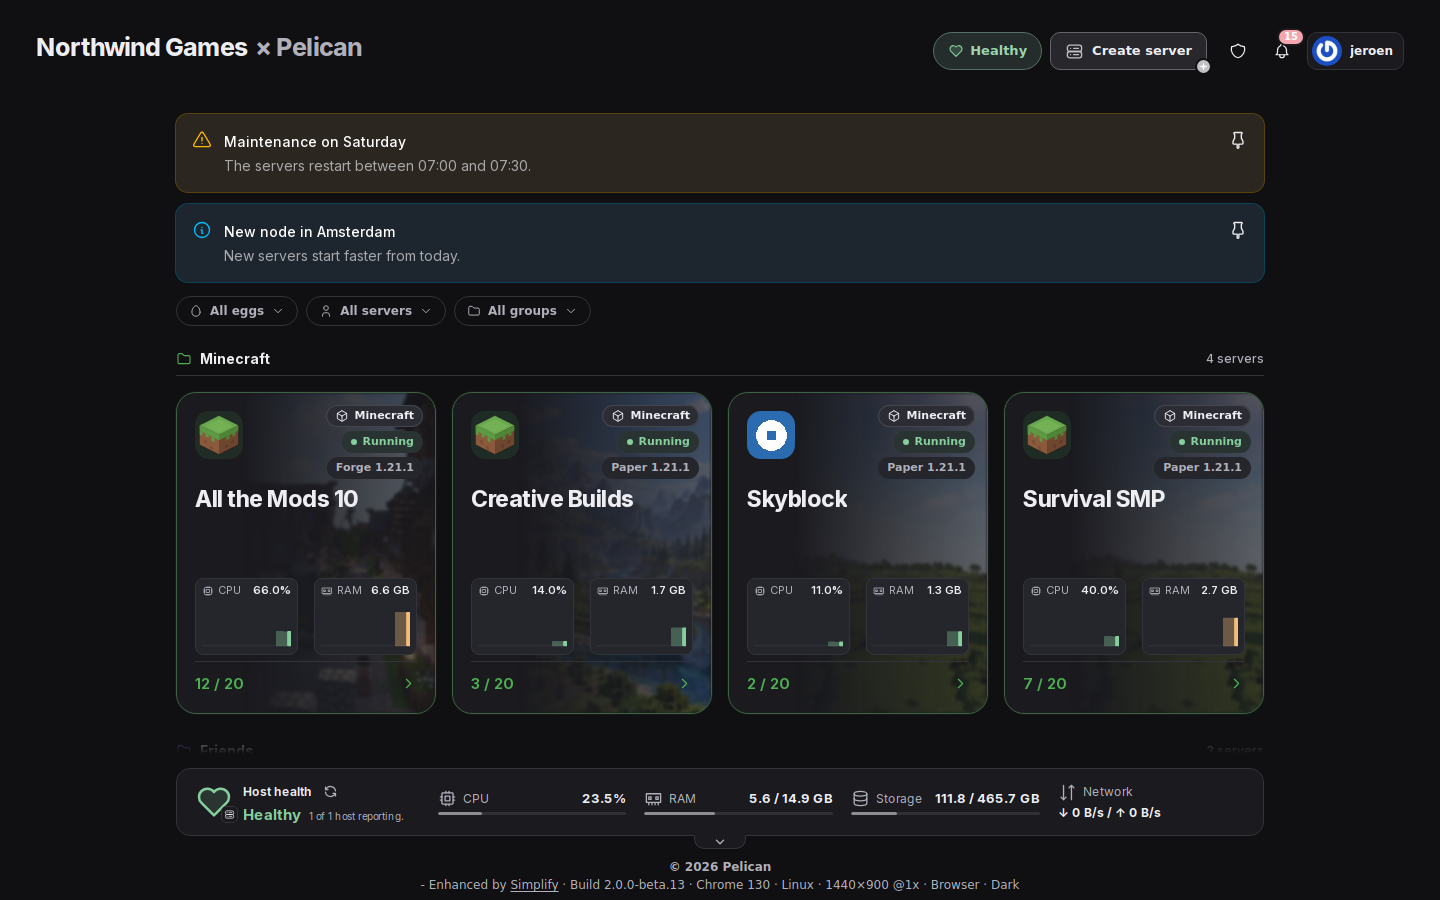 Northwind Games × Pelican
Healthy
Create server
15
jeroen
Maintenance on Saturday
The servers restart between 07:00 and 07:30.
New node in Amsterdam
New servers start faster from today.
All eggs
All servers
All groups
Minecraft
4 servers
Minecraft
Running
Forge 1.21.1
All the Mods 10
CPU 66.0%
RAM 6.6 GB
12 / 20
Minecraft
Running
Paper 1.21.1
Creative Builds
CPU 14.0%
RAM 1.7 GB
3 / 20
Minecraft
Running
Paper 1.21.1
Skyblock
CPU 11.0%
RAM 1.3 GB
2 / 20
Minecraft
Running
Paper 1.21.1
Survival SMP
CPU 40.0%
RAM 2.7 GB
7 / 20
Friends
3 servers
Host health
Healthy 1 of 1 host reporting.
CPU 23.5%
RAM 5.6 / 14.9 GB
Storage 111.8 / 465.7 GB
Network
↓ 0 B/s / ↑ 0 B/s
© 2026 Pelican
- Enhanced by Simplify · Build 2.0.0-beta.13 · Chrome 130 · Linux · 1440×900 @1x · Browser · Dark